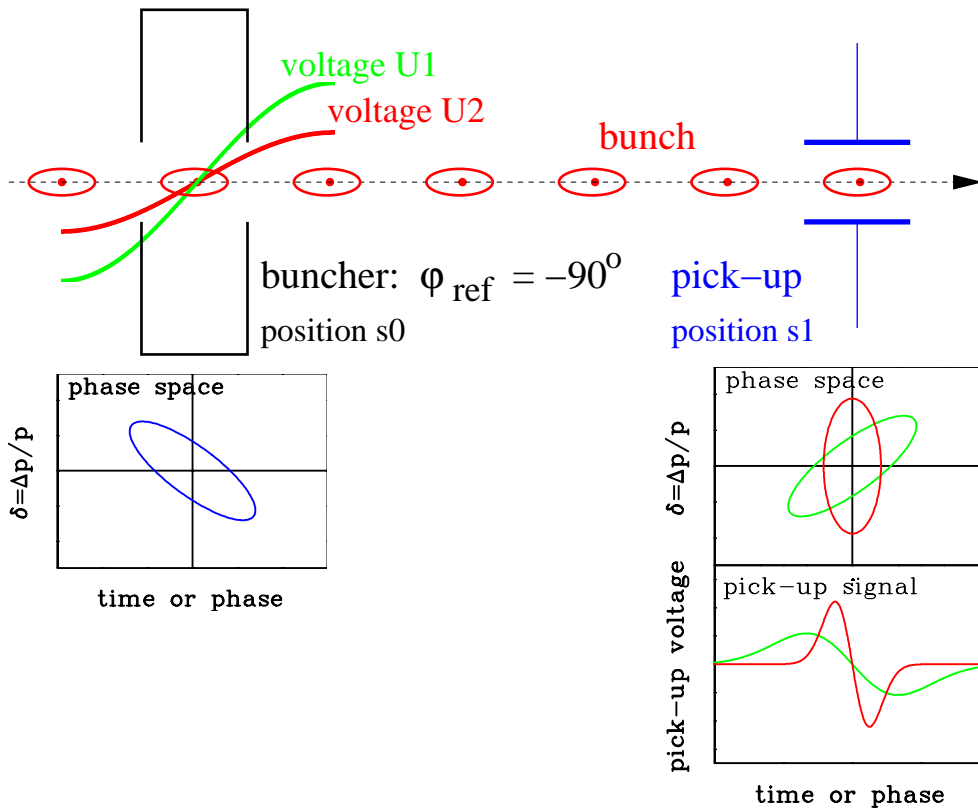 voltage U1
voltage U2
bunch
buncher: φ ref = −90o
pick−up
position s0
position s1
phase space
δ=Δp/p
time or phase
phase space
δ=Δp/p
pick−up signal
pick−up voltage
time or phase